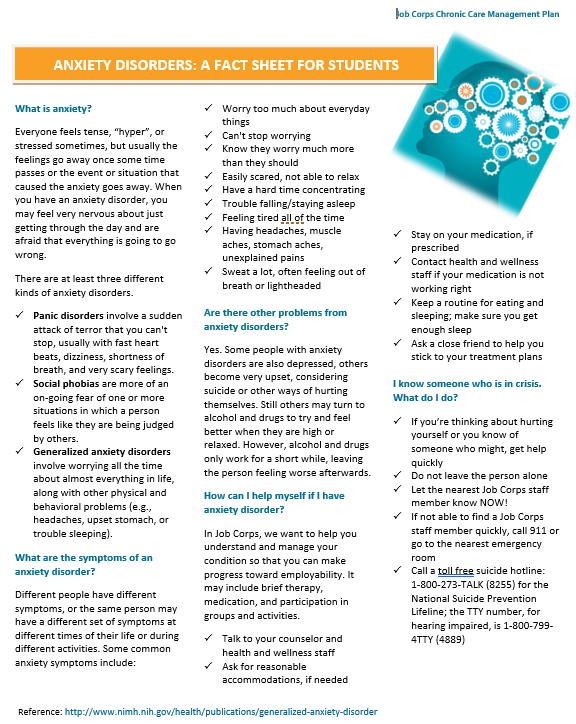 Job Corps Chronic Care Management Plan
ANXIETY DISORDERS: A FACT SHEET FOR STUDENTS
What is anxiety?
Everyone feels tense, “hyper”, or
stressed sometimes, but usually the
feelings go away once some time
passes or the event or situation that
caused the anxiety goes away. When
you have an anxiety disorder, you
may feel very nervous about just
getting through the day and are
afraid that everything is going to go
wrong.
There are at least three different
kinds of anxiety disorders.
✓ Panic disorders involve a sudden
attack of terror that you can't
stop, usually with fast heart
beats, dizziness, shortness of
breath, and very scary feelings.
✓ Social phobias are more of an
on-going fear of one or more
situations in which a person
feels like they are being judged
by others.
✓ Generalized anxiety disorders
involve worrying all the time
about almost everything in life,
along with other physical and
behavioral problems (e.g.,
headaches, upset stomach, or
trouble sleeping).
What are the symptoms of an
anxiety disorder?
Different people have different
symptoms, or the same person may
have a different set of symptoms at
different times of their life or during
different activities. Some common
anxiety symptoms include:
✓ Worry too much about everyday
things
✓ Can't stop worrying
✓ Know they worry much more
than they should
✓ Easily scared, not able to relax
✓ Have a hard time concentrating
✓ Trouble falling/staying asleep
✓ Feeling tired all of the time
✓ Having headaches, muscle
aches, stomach aches,
unexplained pains
✓ Sweat a lot, often feeling out of
breath or lightheaded
Are there other problems from
anxiety disorders?
Yes. Some people with anxiety
disorders are also depressed, others
become very upset, considering
suicide or other ways of hurting
themselves. Still others may turn to
alcohol and drugs to try and feel
better when they are high or
relaxed. However, alcohol and drugs
only work for a short while, leaving
the person feeling worse afterwards.
How can I help myself if I have
anxiety disorder?
In Job Corps, we want to help you
understand and manage your
condition so that you can make
progress toward employability. It
may include brief therapy,
medication, and participation in
groups and activities.
✓ Talk to your counselor and
health and wellness staff
✓ Ask for reasonable
accommodations, if needed
✓ Stay on your medication, if
prescribed
✓ Contact health and wellness
staff if your medication is not
working right
✓ Keep a routine for eating and
sleeping; make sure you get
enough sleep
✓ Ask a close friend to help you
stick to your treatment plans
I know someone who is in crisis.
What do I do?
✓ If you’re thinking about hurting
yourself or you know of
someone who might, get help
quickly
✓ Do not leave the person alone
✓ Let the nearest Job Corps staff
member know NOW!
✓ If not able to find a Job Corps
staff member quickly, call 911 or
go to the nearest emergency
room
✓ Call a toll free suicide hotline:
1-800-273-TALK (8255) for the
National Suicide Prevention
Lifeline; the TTY number, for
hearing impaired, is 1-800-799-
4TTY (4889)
Reference: http://www.nimh.nih.gov/health/publications/generalized-anxiety-disorder